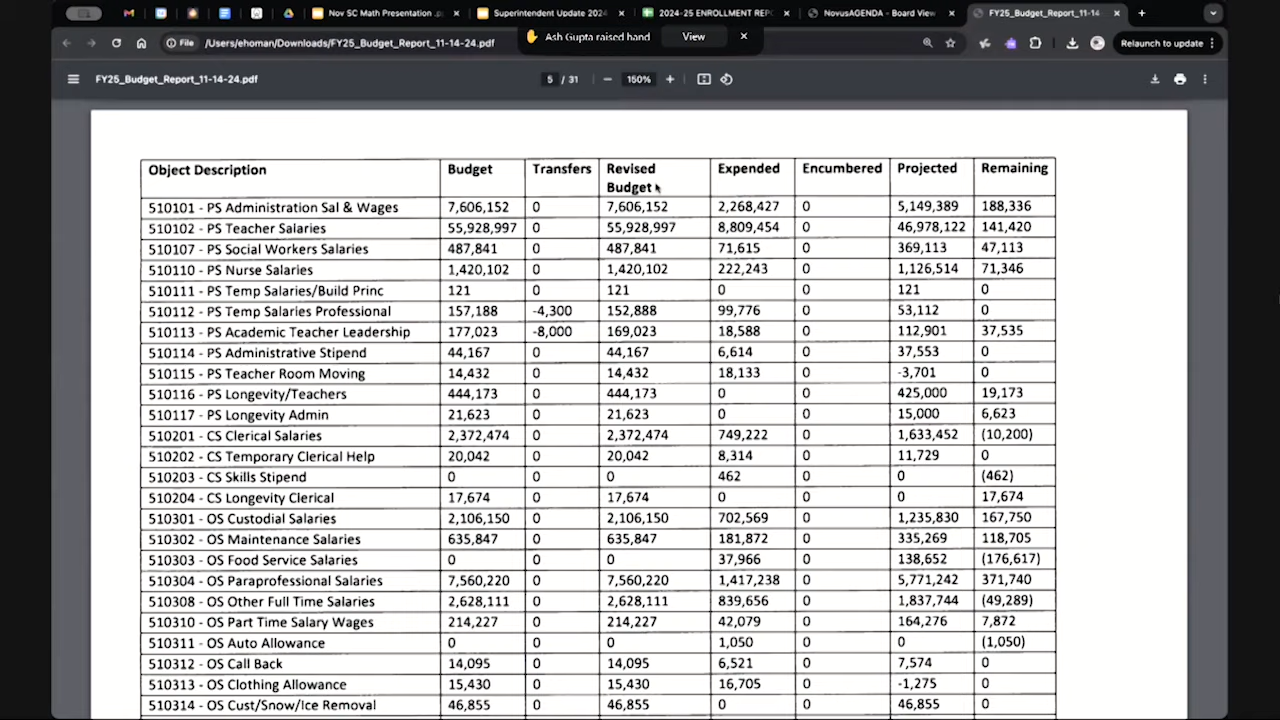 Nov SC Math Presentation .p
Superintendent Update 2024
2024-25 ENROLLMENT REP
NovusAGENDA - Board View
FY25_Budget_Report_11-14
File
/Users/ehoman/Downloads/FY25_Budget_Report_11-14-24.pdf
Ash Gupta raised hand
View
Relaunch to update
FY25_Budget_Report_11-14-24.pdf
5 / 31
150%
Object Description Budget Transfers Revised Budget Expended Encumbered Projected Remaining
510101 - PS Administration Sal & Wages 7,606,152 0 7,606,152 2,268,427 0 5,149,389 188,336
510102 - PS Teacher Salaries 55,928,997 0 55,928,997 8,809,454 0 46,978,122 141,420
510107 - PS Social Workers Salaries 487,841 0 487,841 71,615 0 369,113 47,113
510110 - PS Nurse Salaries 1,420,102 0 1,420,102 222,243 0 1,126,514 71,346
510111 - PS Temp Salaries/Build Princ 121 0 121 0 0 121 0
510112 - PS Temp Salaries Professional 157,188 -4,300 152,888 99,776 0 53,112 0
510113 - PS Academic Teacher Leadership 177,023 -8,000 169,023 18,588 0 112,901 37,535
510114 - PS Administrative Stipend 44,167 0 44,167 6,614 0 37,553 0
510115 - PS Teacher Room Moving 14,432 0 14,432 18,133 0 -3,701 0
510116 - PS Longevity/Teachers 444,173 0 444,173 0 0 425,000 19,173
510117 - PS Longevity Admin 21,623 0 21,623 0 0 15,000 6,623
510201 - CS Clerical Salaries 2,372,474 0 2,372,474 749,222 0 1,633,452 (10,200)
510202 - CS Temporary Clerical Help 20,042 0 20,042 8,314 0 11,729 0
510203 - CS Skills Stipend 0 0 0 462 0 0 (462)
510204 - CS Longevity Clerical 17,674 0 17,674 0 0 0 17,674
510301 - OS Custodial Salaries 2,106,150 0 2,106,150 702,569 0 1,235,830 167,750
510302 - OS Maintenance Salaries 635,847 0 635,847 181,872 0 335,269 118,705
510303 - OS Food Service Salaries 0 0 0 37,966 0 138,652 (176,617)
510304 - OS Paraprofessional Salaries 7,560,220 0 7,560,220 1,417,238 0 5,771,242 371,740
510308 - OS Other Full Time Salaries 2,628,111 0 2,628,111 839,656 0 1,837,744 (49,289)
510310 - OS Part Time Salary Wages 214,227 0 214,227 42,079 0 164,276 7,872
510311 - OS Auto Allowance 0 0 0 1,050 0 0 (1,050)
510312 - OS Call Back 14,095 0 14,095 6,521 0 7,574 0
510313 - OS Clothing Allowance 15,430 0 15,430 16,705 0 -1,275 0
510314 - OS Cust/Snow/Ice Removal 46,855 0 46,855 0 0 46,855 0